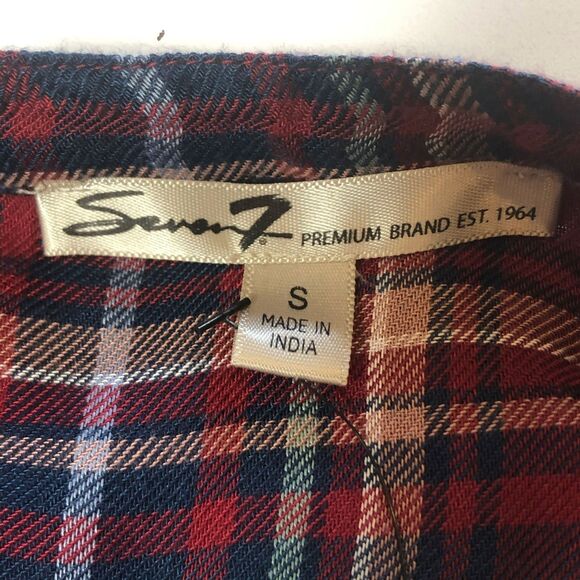 Seven7® PREMIUM BRAND EST. 1964
S
MADE IN
INDIA